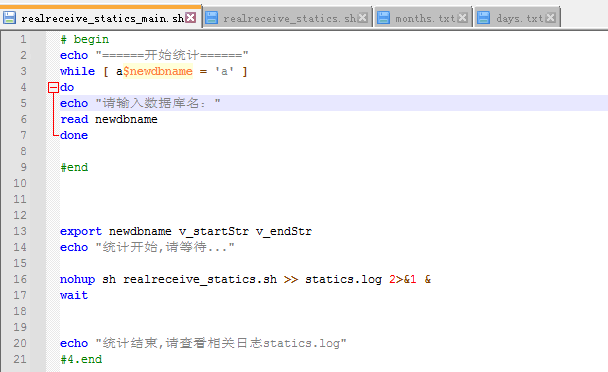 realreceive_statics_main.sh realreceive_statics.sh months.txt days.txt
1 # begin
2 echo "======开始统计======"
3 while [ a$newdbname = 'a' ]
4 do
5 echo "请输入数据库名："
6 read newdbname
7 done
8
9 #end
10
11
12
13 export newdbname v_startStr v_endStr
14 echo "统计开始,请等待..."
15
16 nohup sh realreceive_statics.sh >> statics.log 2>&1 &
17 wait
18
19
20 echo "统计结束,请查看相关日志statics.log"
21 #4.end